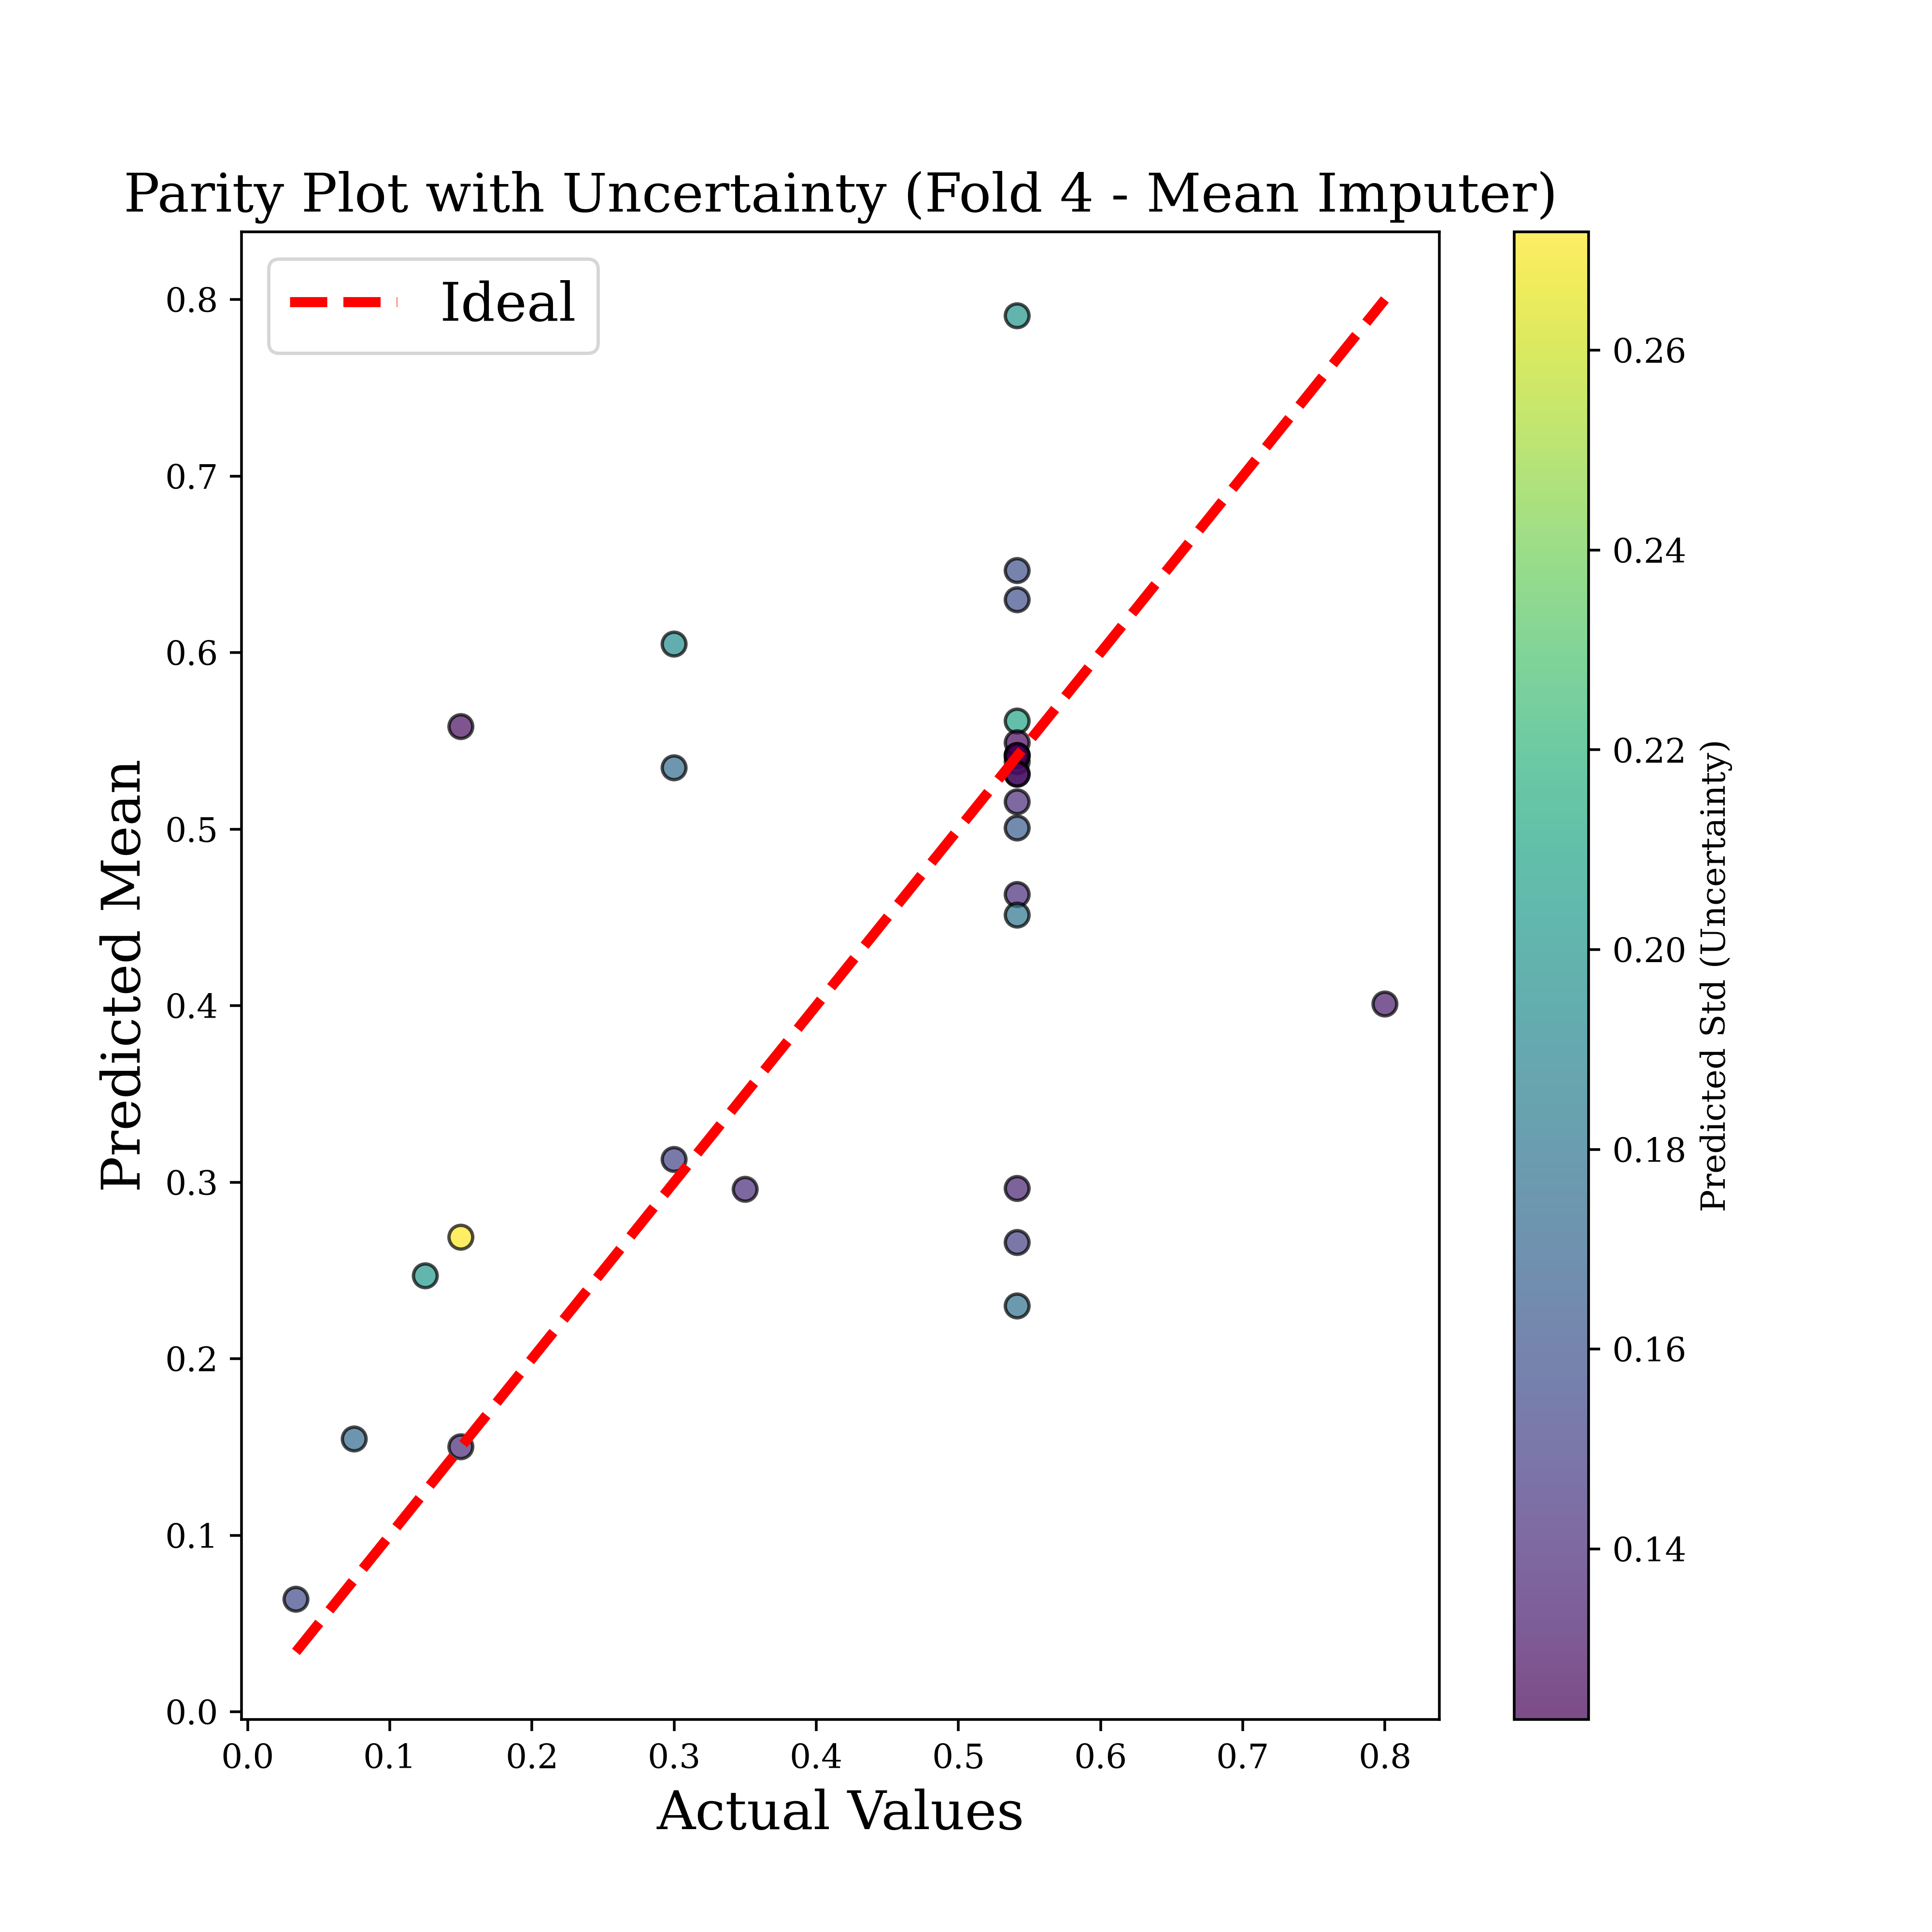 Parity Plot with Uncertainty (Fold 4 - Mean Imputer)
Ideal
Predicted Mean
0.8
0.7
0.6
0.5
0.4
0.3
0.2
0.1
0.0
0.0 0.1 0.2 0.3 0.4 0.5 0.6 0.7 0.8
Actual Values
0.26
0.24
0.22
0.20
0.18
0.16
0.14
Predicted Std (Uncertainty)